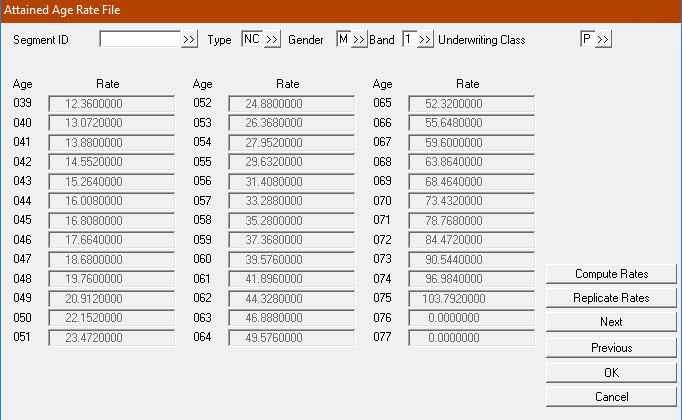 Attained Age Rate File
Segment ID >> Type NC >> Gender M >> Band 1 >> Underwriting Class P >>
Age Rate Age Rate Age Rate
039 12.3600000 052 24.8800000 065 52.3200000
040 13.0720000 053 26.3680000 066 55.6480000
041 13.8800000 054 27.9520000 067 59.6000000
042 14.5520000 055 29.6320000 068 63.8640000
043 15.2640000 056 31.4080000 069 68.4640000
044 16.0080000 057 33.2880000 070 73.4320000
045 16.8080000 058 35.2800000 071 78.7680000
046 17.6640000 059 37.3680000 072 84.4720000
047 18.6800000 060 39.5760000 073 90.5440000
048 19.7600000 061 41.8960000 074 96.9840000
049 20.9120000 062 44.3280000 075 103.7920000
050 22.1520000 063 46.8880000 076 0.0000000
051 23.4720000 064 49.5760000 077 0.0000000
Compute Rates
Replicate Rates
Next
Previous
OK
Cancel